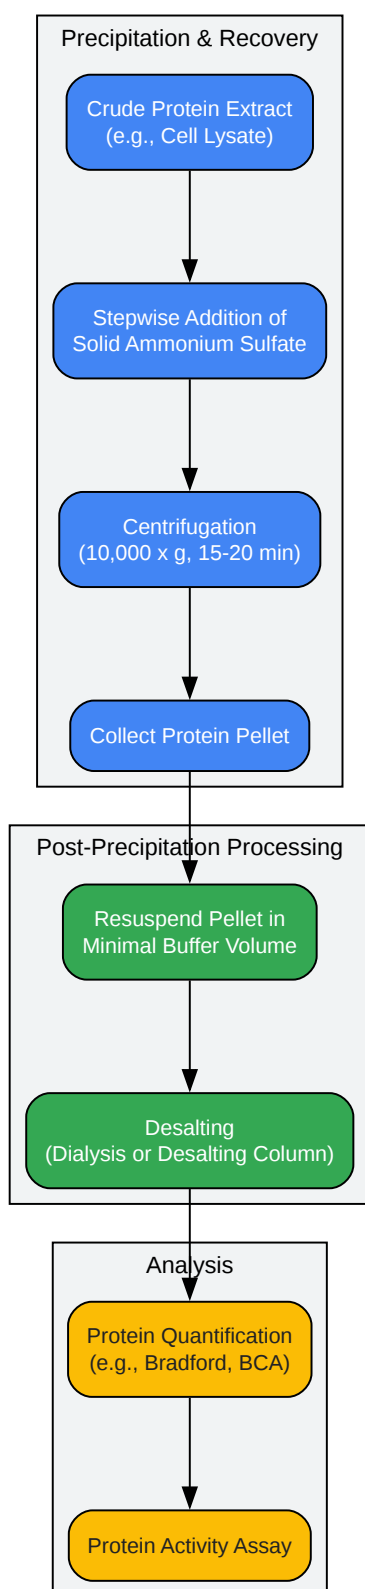 Precipitation & Recovery
Crude Protein Extract
(e.g., Cell Lysate)
Stepwise Addition of
Solid Ammonium Sulfate
Centrifugation
(10,000 x g, 15-20 min)
Collect Protein Pellet
Post-Precipitation Processing
Resuspend Pellet in
Minimal Buffer Volume
Desalting
(Dialysis or Desalting Column)
Analysis
Protein Quantification
(e.g., Bradford, BCA)
Protein Activity Assay